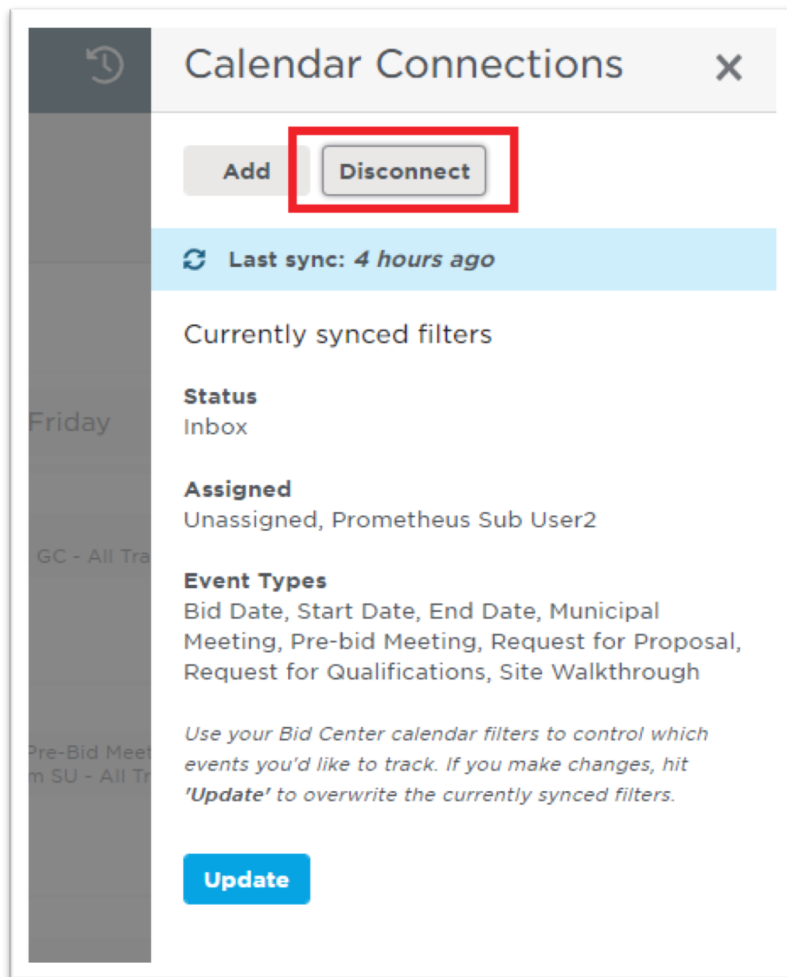 Calendar Connections
Add
Disconnect
Last sync: 4 hours ago
Currently synced filters
Status
Inbox
Friday
Assigned
Unassigned, Prometheus Sub User2
GC - All Tra
Event Types
Bid Date, Start Date, End Date, Municipal
Meeting, Pre-bid Meeting, Request for Proposal,
Request for Qualifications, Site Walkthrough
Use your Bid Center calendar filters to control which
events you'd like to track. If you make changes, hit
'Update' to overwrite the currently synced filters.
Pre-Bid Meet
m SU - All Tr
Update